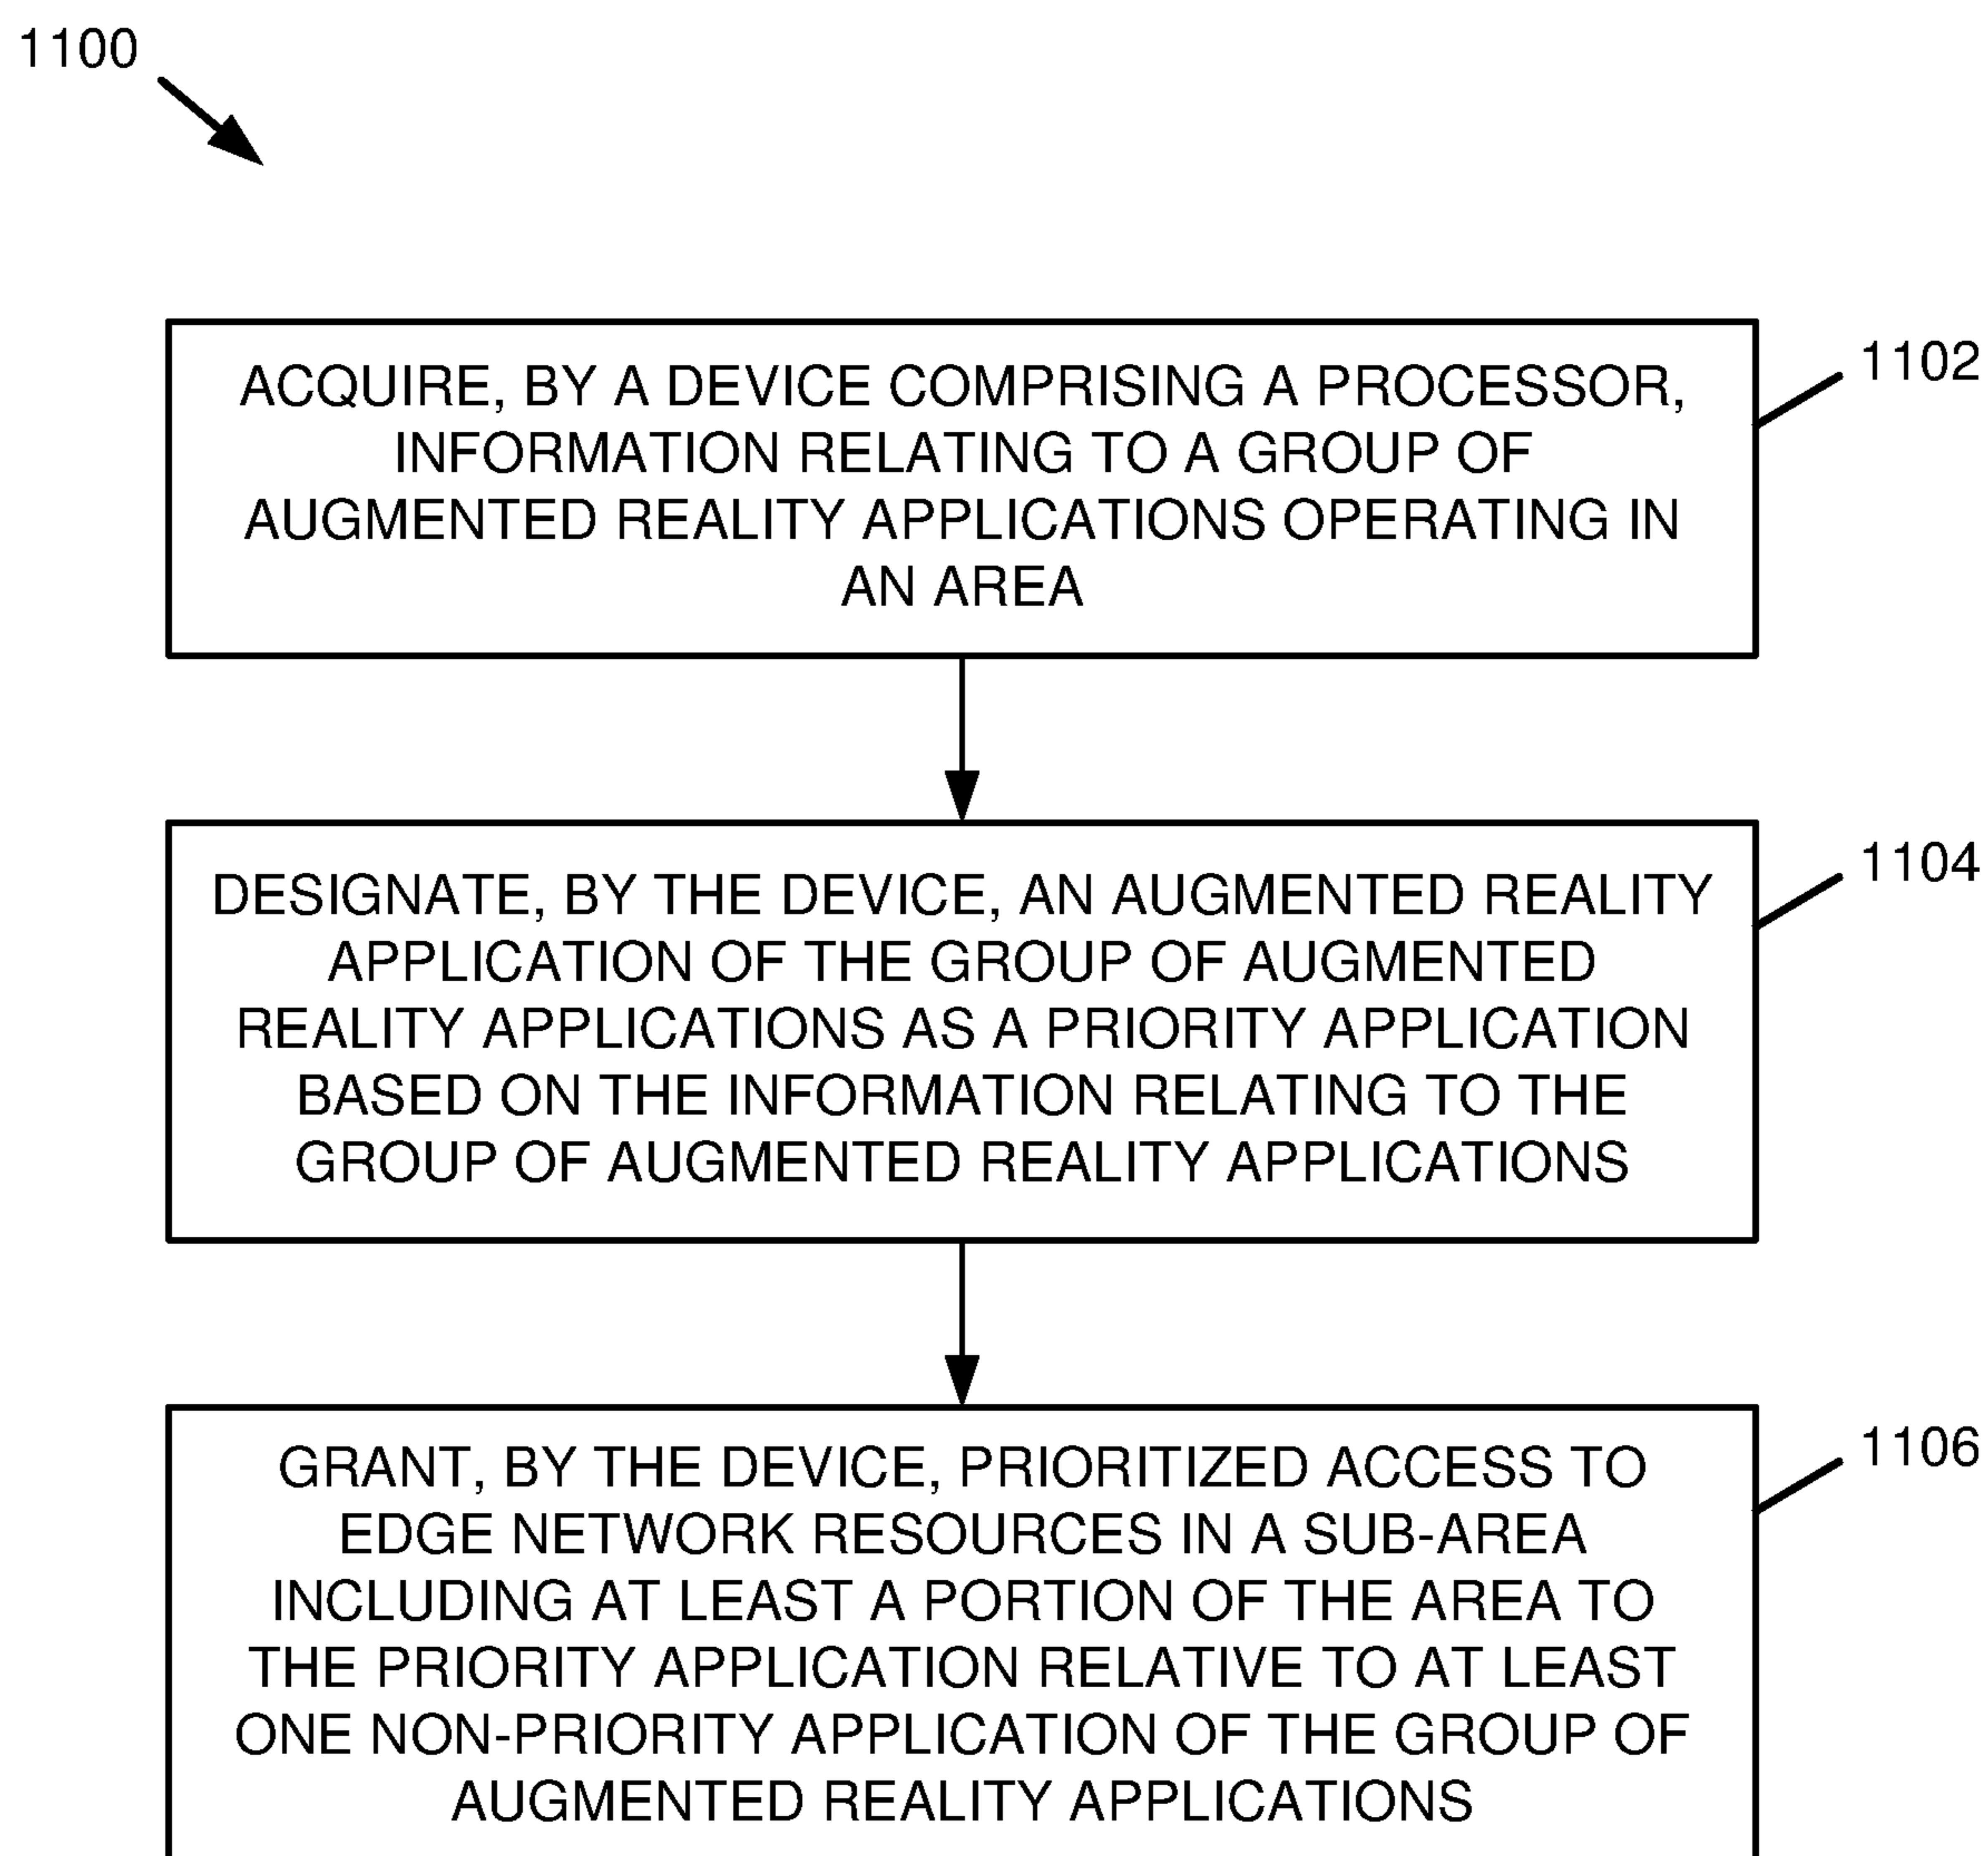 1100
ACQUIRE, BY A DEVICE COMPRISING A PROCESSOR,
INFORMATION RELATING TO A GROUP OF
AUGMENTED REALITY APPLICATIONS OPERATING IN
AN AREA
1102
DESIGNATE, BY THE DEVICE, AN AUGMENTED REALITY
APPLICATION OF THE GROUP OF AUGMENTED
REALITY APPLICATIONS AS A PRIORITY APPLICATION
BASED ON THE INFORMATION RELATING TO THE
GROUP OF AUGMENTED REALITY APPLICATIONS
1104
GRANT, BY THE DEVICE, PRIORITIZED ACCESS TO
EDGE NETWORK RESOURCES IN A SUB-AREA
INCLUDING AT LEAST A PORTION OF THE AREA TO
THE PRIORITY APPLICATION RELATIVE TO AT LEAST
ONE NON-PRIORITY APPLICATION OF THE GROUP OF
AUGMENTED REALITY APPLICATIONS
1106